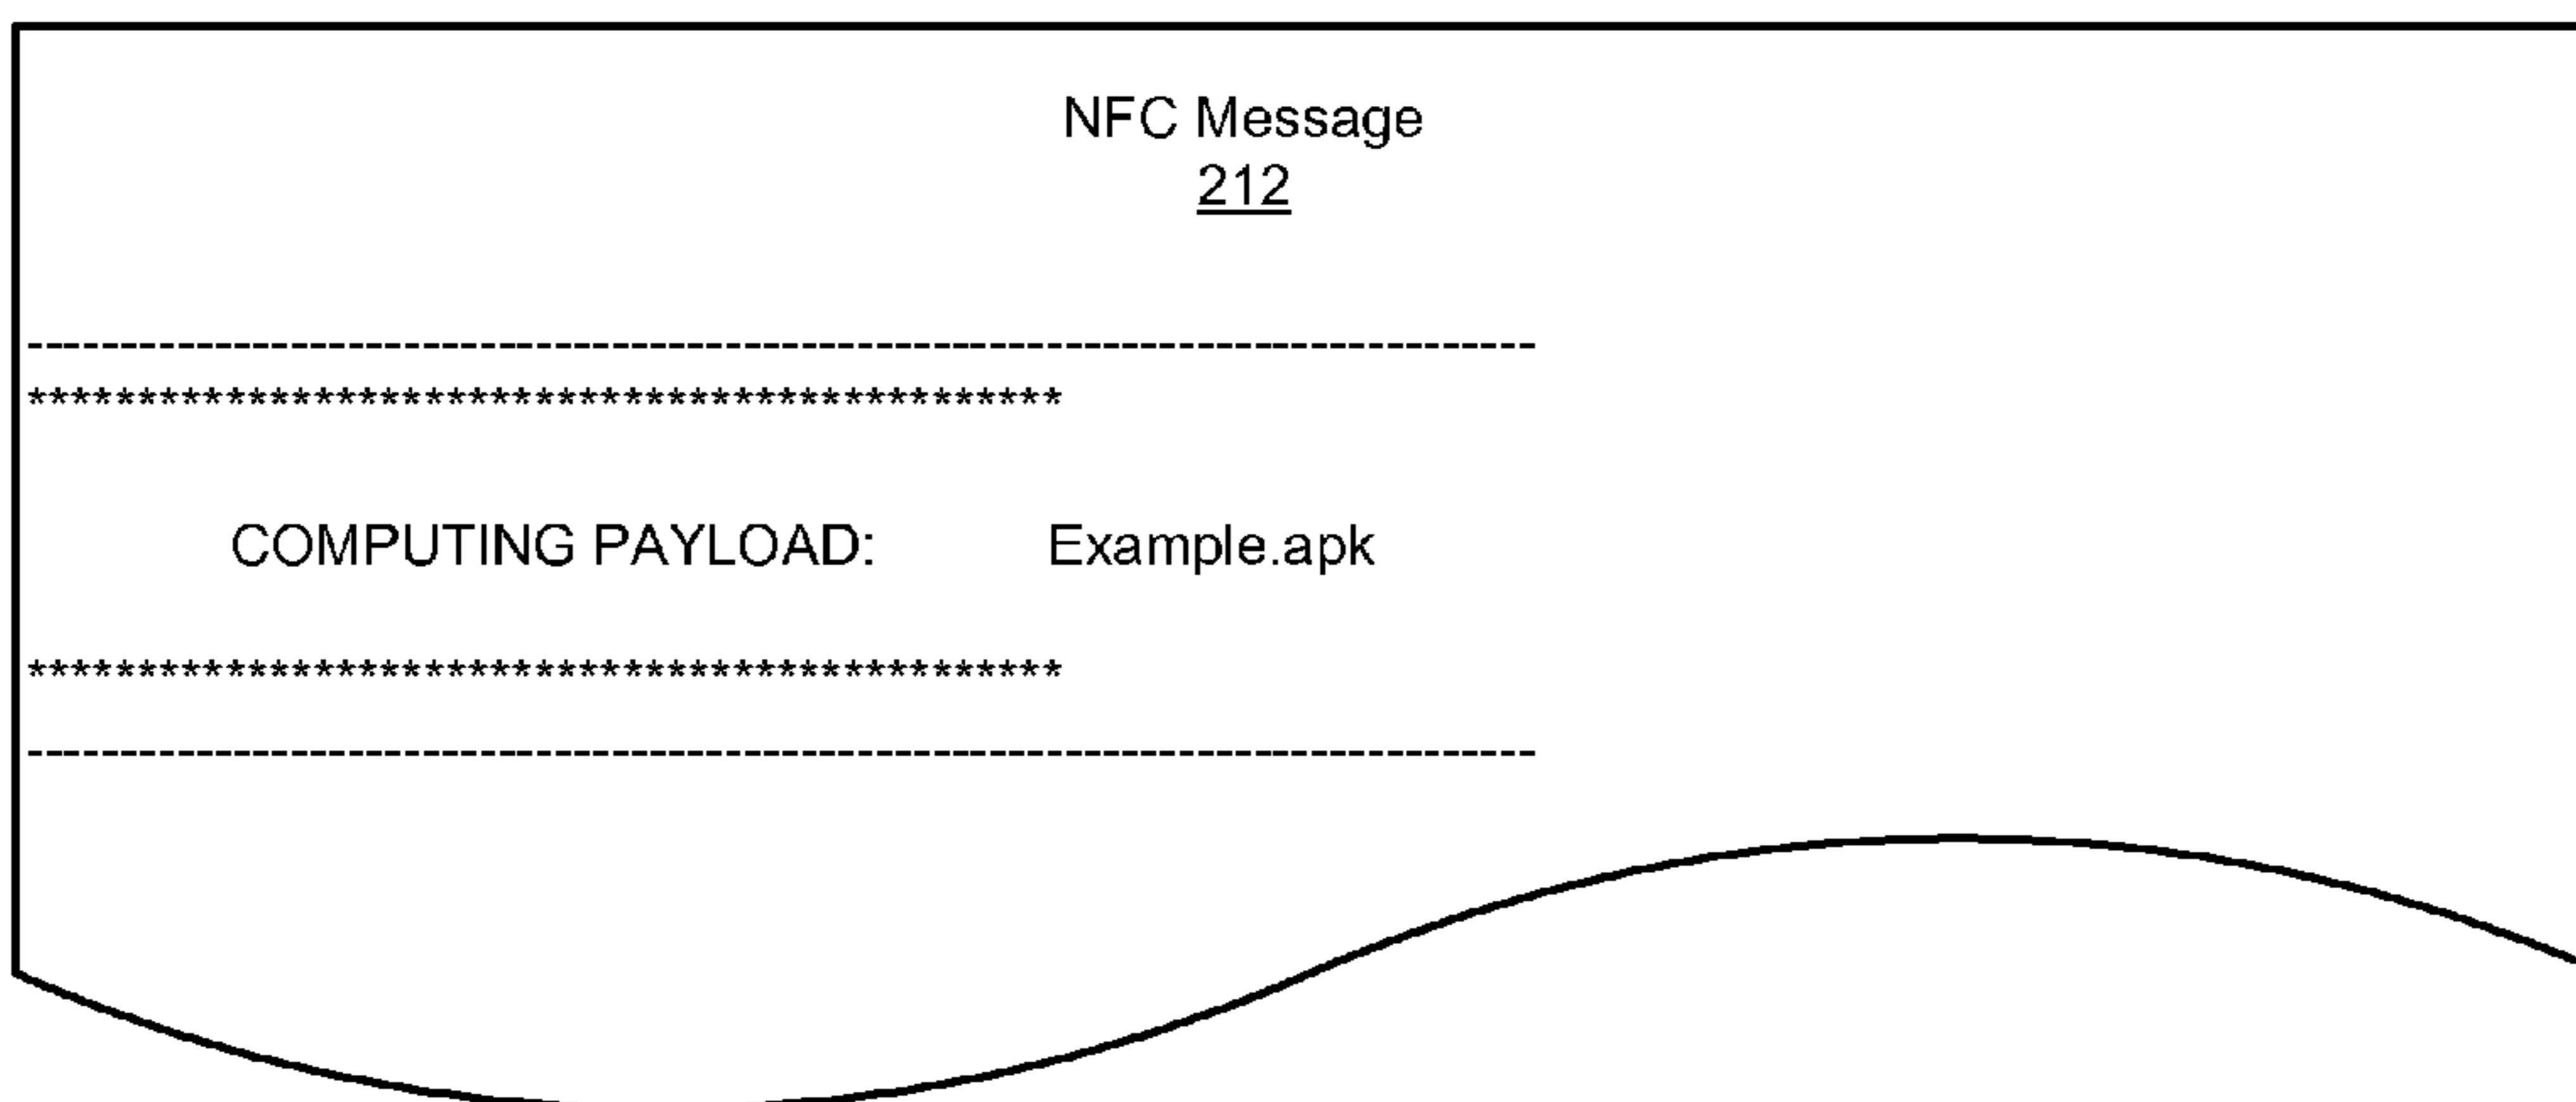 NFC Message
212
--------------------------------------------------------------------------------
***********************************************
COMPUTING PAYLOAD: Example.apk
***********************************************
--------------------------------------------------------------------------------